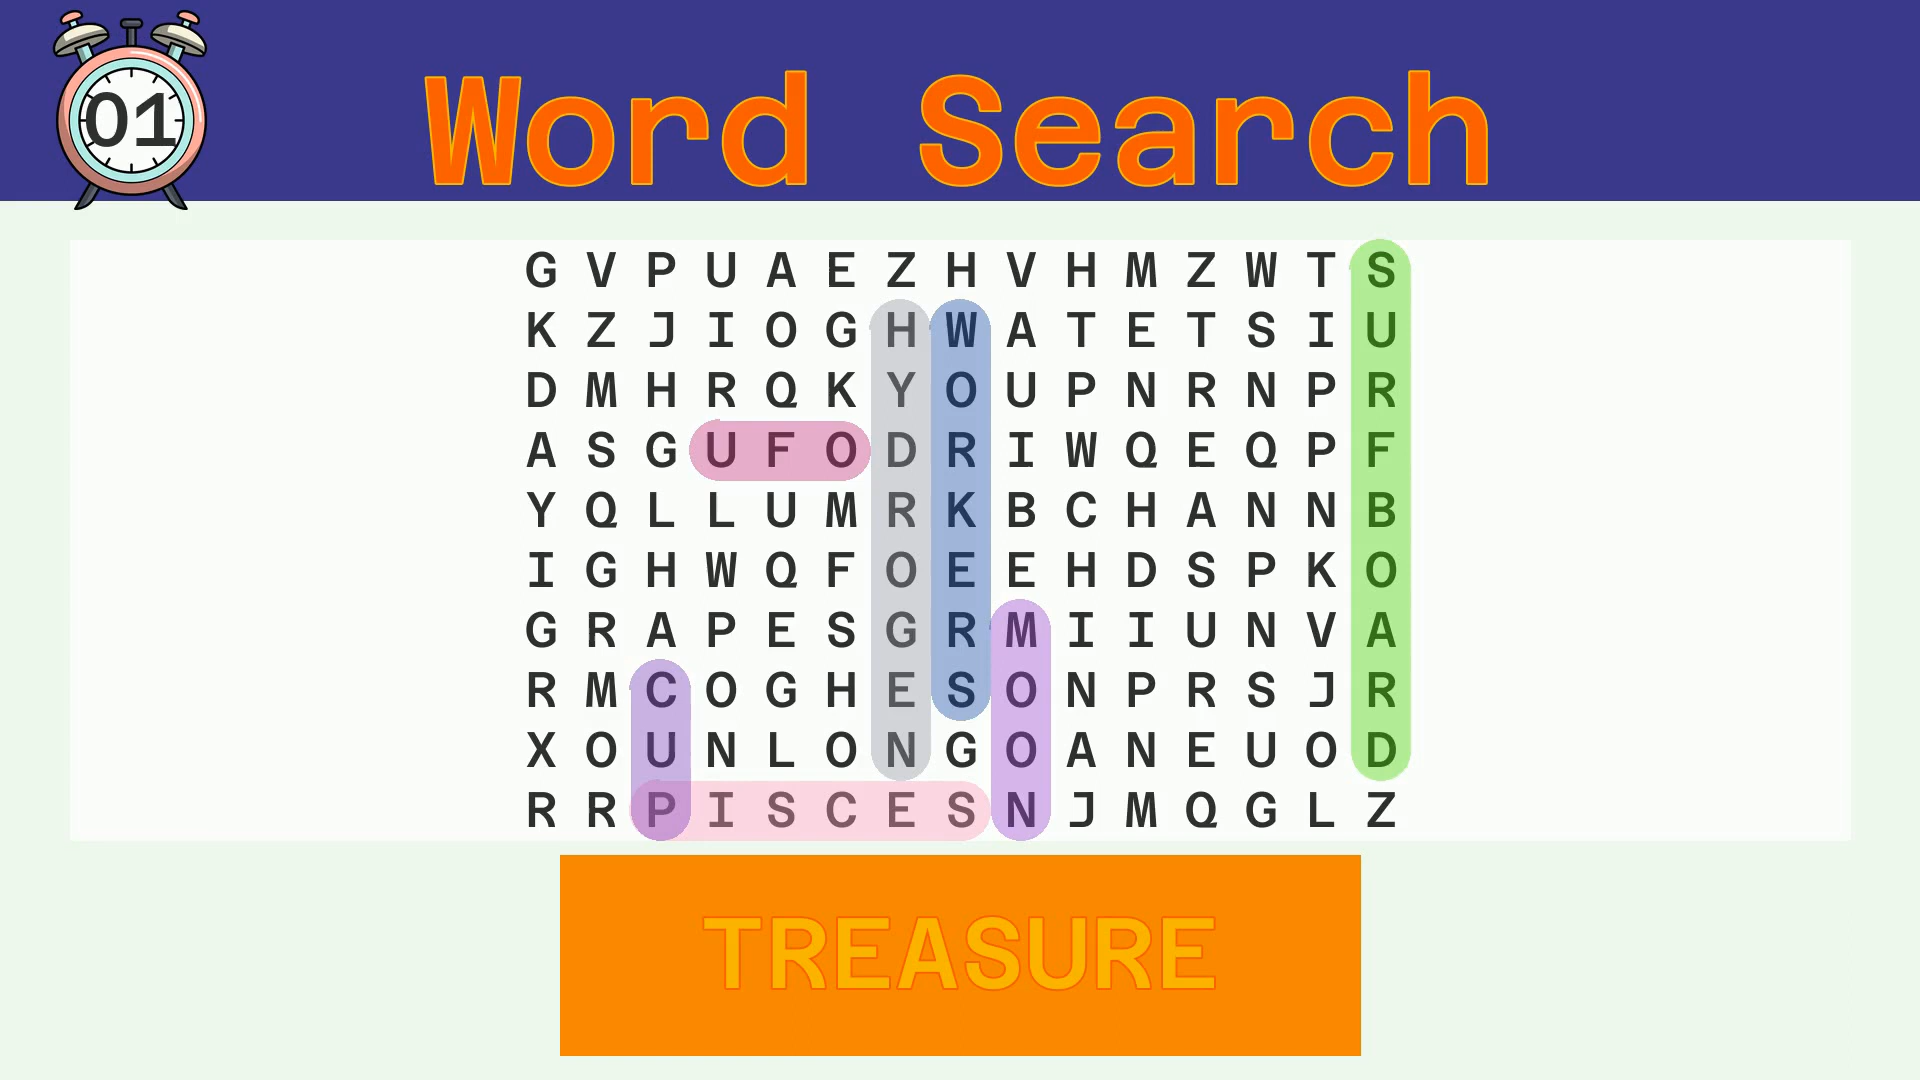 01
Word Search
G V P U A E Z H V H M Z W T S
K Z J I O G H W A T E T S I U
D M H R Q K Y O U P N R N P R
A S G U F O D R I W Q E Q P F
Y Q L L U M R K B C H A N N B
I G H W Q F O E E H D S P K O
G R A P E S G R M I I U N V A
R M C O G H E S O N P R S J R
X O U N L O N G O A N E U O D
R R P I S C E S N J M Q G L Z
TREASURE